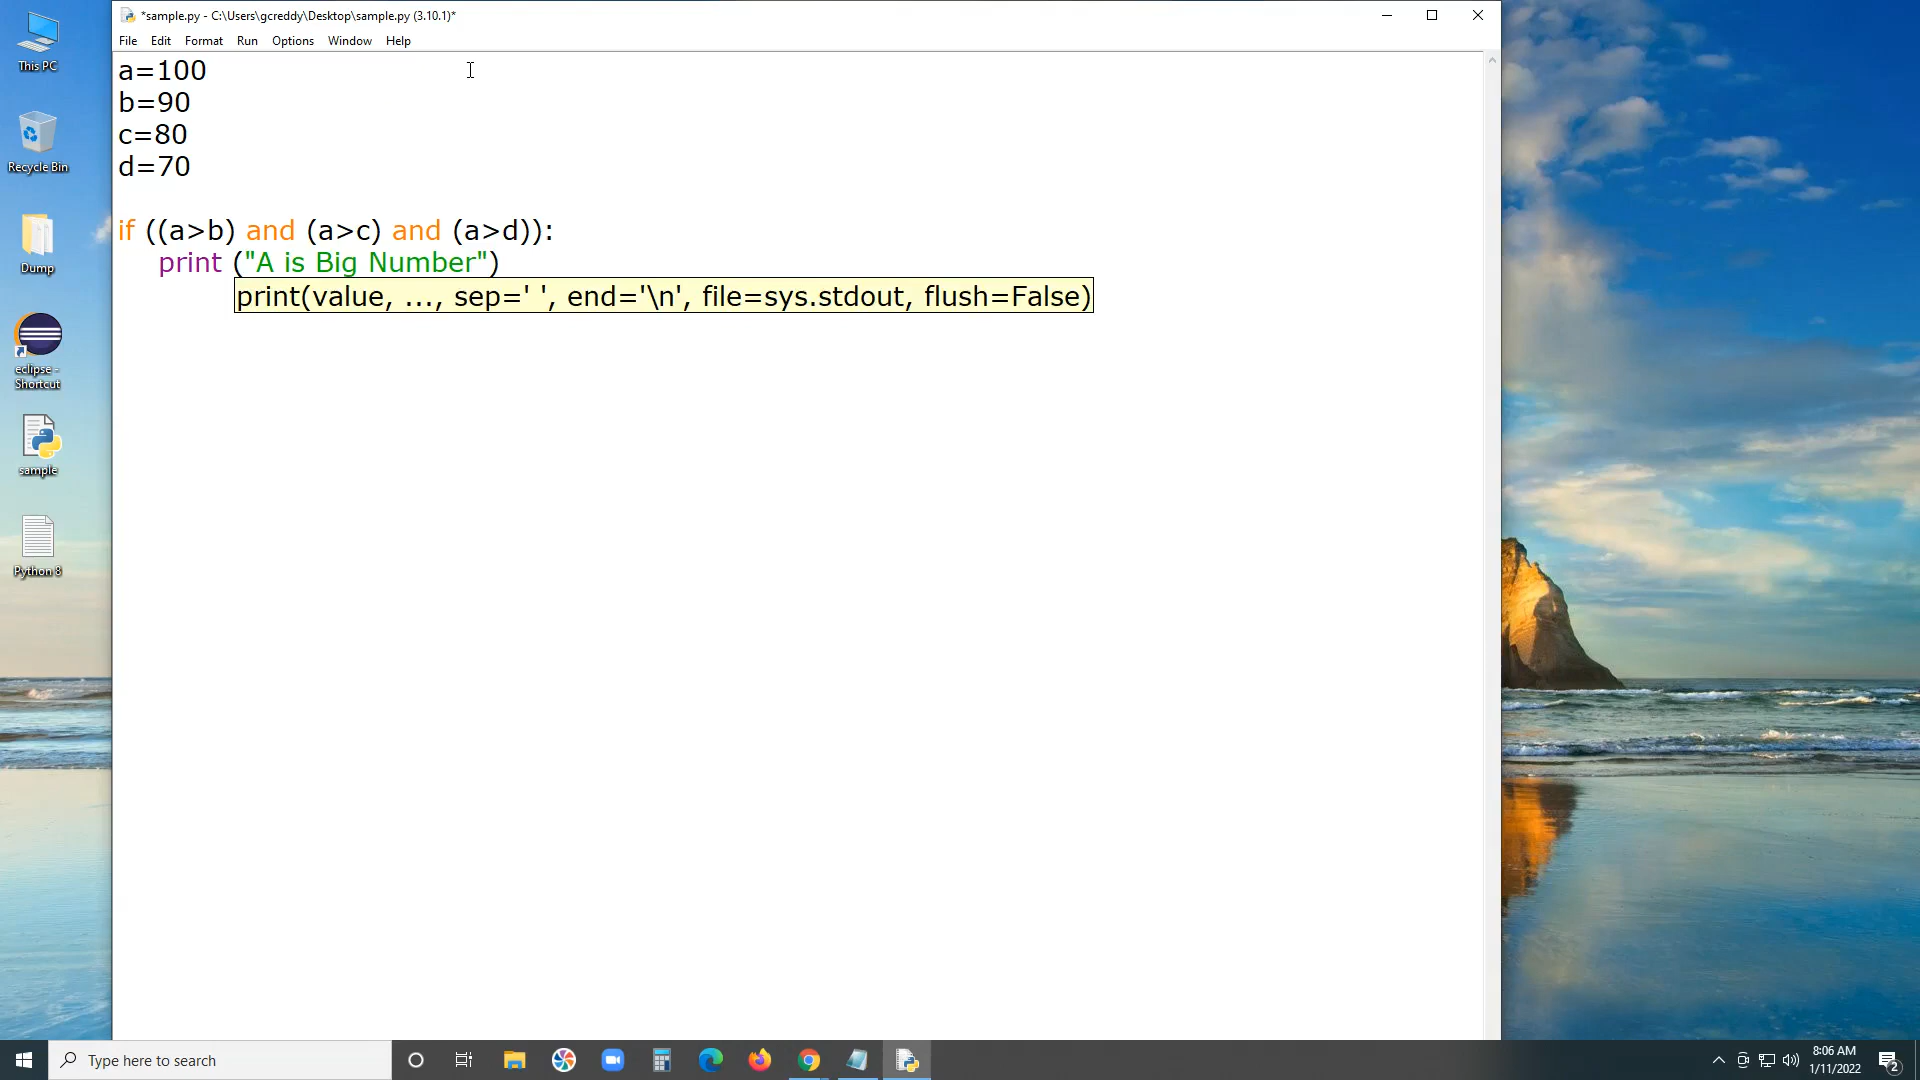 *sample.py - C:\Users\gcreddy\Desktop\sample.py (3.10.1)*
File Edit Format Run Options Window Help
a=100
b=90
c=80
d=70
if ((a>b) and (a>c) and (a>d)):
print ("A is Big Number")
print(value, ..., sep=' ', end='\n', file=sys.stdout, flush=False)
This PC
Recycle Bin
Dump
eclipse -
Shortcut
sample
Python 8
Type here to search
8:06 AM
1/11/2022
2